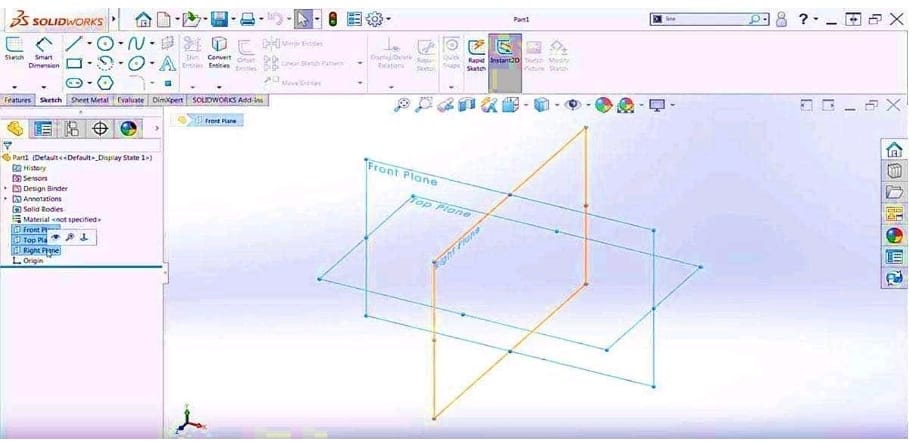 SOLIDWORKS
Part1
line
?
Sketch
Smart Dimension
Trim Entities
Convert Entities
Offset Entities
Mirror Entities
Linear Sketch Pattern
Move Entities
Display/Delete Relations
Repair Sketch
Quick Snaps
Rapid Sketch
Instant2D
Sketch Picture
Modify Sketch
Features Sketch Sheet Metal Evaluate DimXpert SOLIDWORKS Add-Ins
Front Plane
Part1 (Default<<Default>_Display State 1>)
History
Sensors
Design Binder
Annotations
Solid Bodies
Material <not specified>
Front Pl
Top Pla
Right Plane
Origin
Front Plane
Top Plane
Right Plane